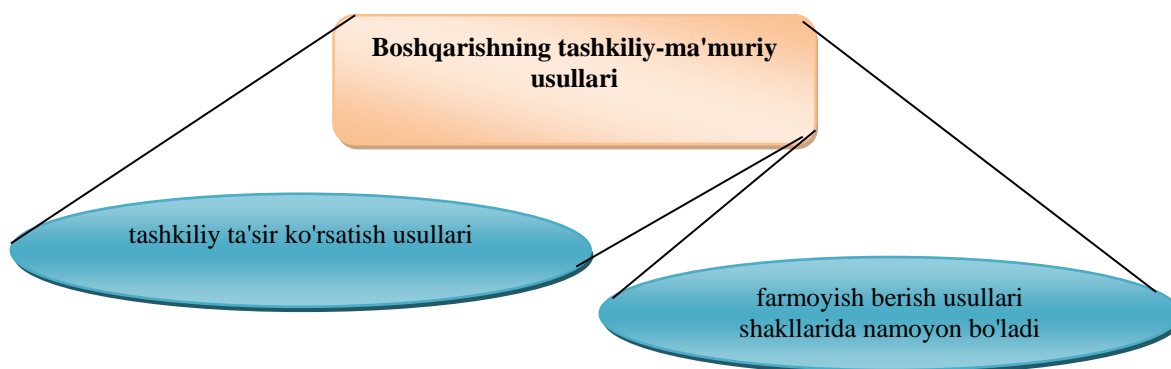 Boshqarishning tashkiliy-ma'muriy
usullari
tashkiliy ta'sir ko'rsatish usullari
farmoyish berish usullari
shakllarida namoyon bo'ladi